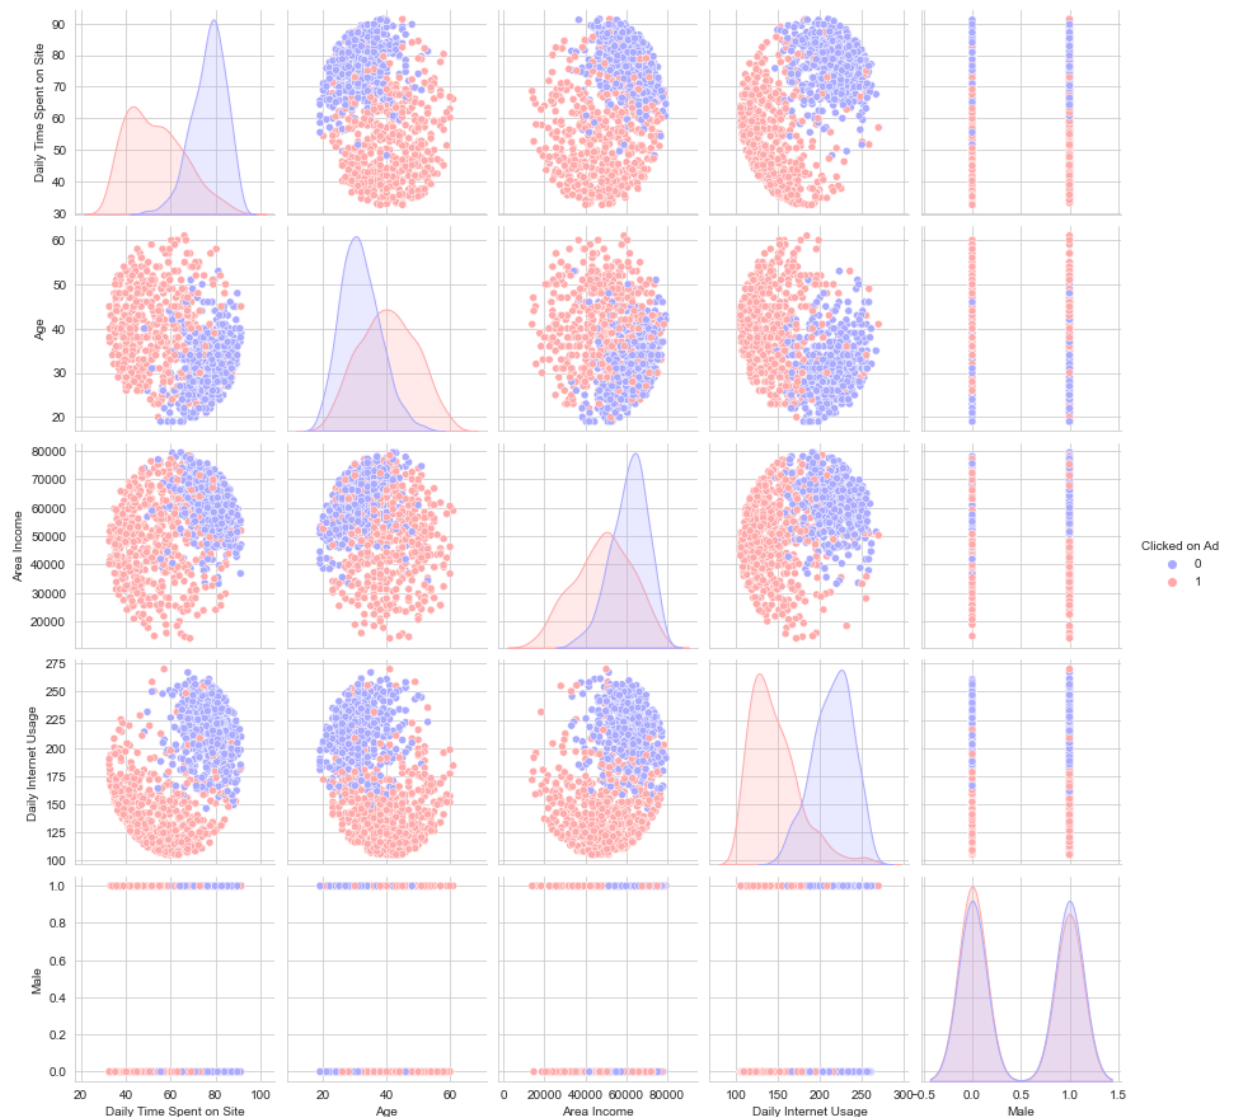 90
80
70
60
50
40
30
Daily Time Spent on Site
60
50
40
30
20
Age
80000
70000
60000
50000
40000
30000
20000
Area Income
Clicked on Ad
0
1
275
250
225
200
175
150
125
100
Daily Internet Usage
1.0
0.8
0.6
0.4
0.2
0.0
Male
20 40 60 80 100
Daily Time Spent on Site
20 40 60
Age
0 20000 40000 60000 80000
Area Income
100 150 200 250 300
Daily Internet Usage
−0.5 0.0 0.5 1.0 1.5
Male